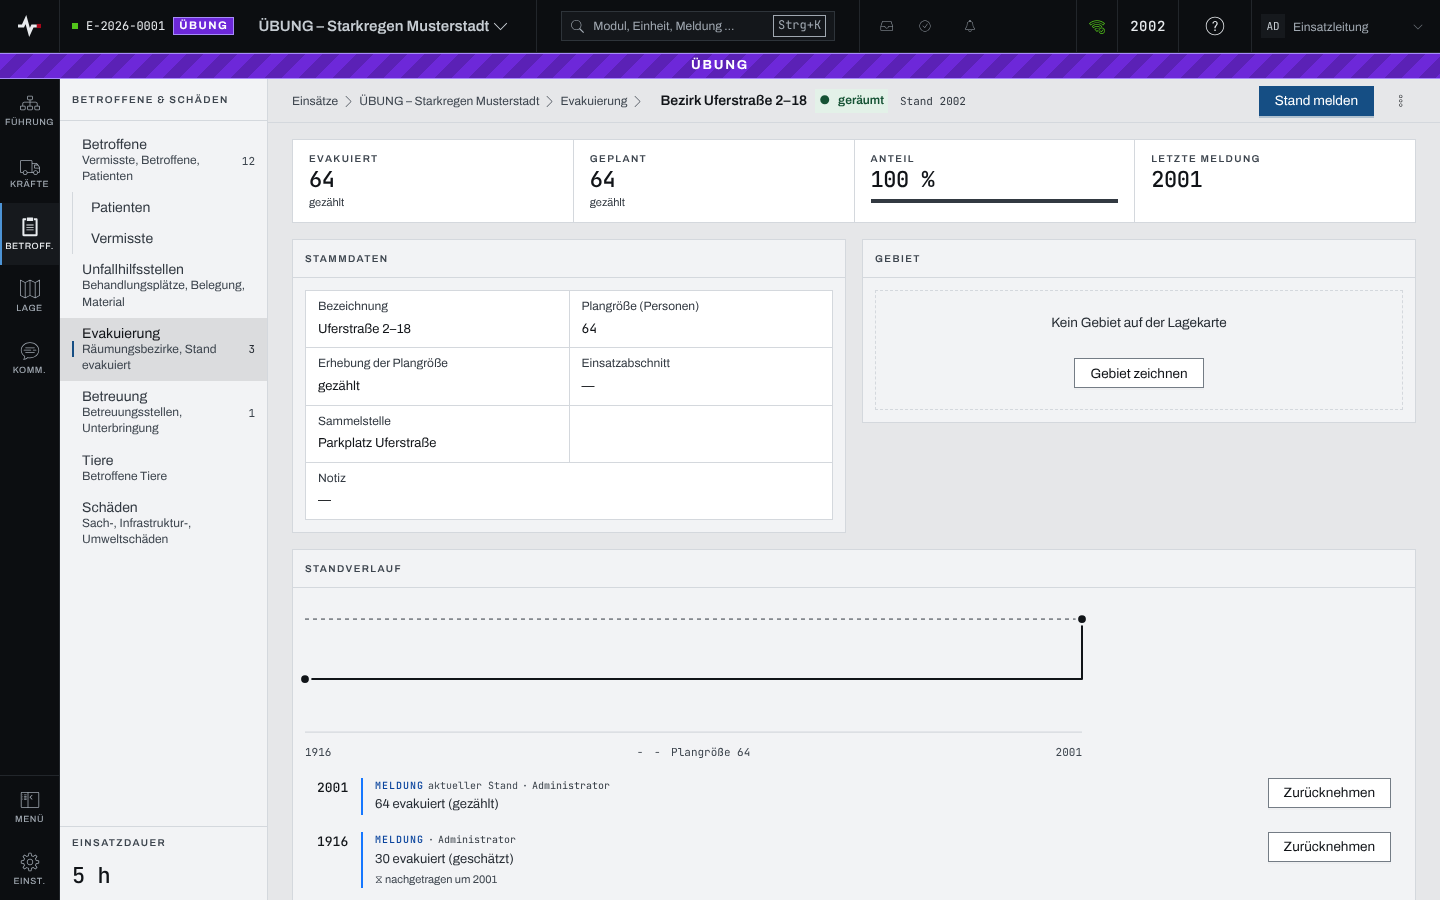 E-2026-0001 ÜBUNG ÜBUNG – Starkregen Musterstadt Modul, Einheit, Meldung ... Strg+K 2002 ? AD Einsatzleitung
ÜBUNG
FÜHRUNG
KRÄFTE
BETROFF.
LAGE
KOMM.
MENÜ
EINST.
BETROFFENE & SCHÄDEN
Betroffene
Vermisste, Betroffene, 12
Patienten
Patienten
Vermisste
Unfallhilfsstellen
Behandlungsplätze, Belegung,
Material
Evakuierung
Räumungsbezirke, Stand 3
evakuiert
Betreuung
Betreuungsstellen, 1
Unterbringung
Tiere
Betroffene Tiere
Schäden
Sach-, Infrastruktur-,
Umweltschäden
EINSATZDAUER
5 h
Einsätze ÜBUNG – Starkregen Musterstadt Evakuierung Bezirk Uferstraße 2–18 geräumt Stand 2002 Stand melden
EVAKUIERT
64
gezählt
GEPLANT
64
gezählt
ANTEIL
100 %
LETZTE MELDUNG
2001
STAMMDATEN
Bezeichnung
Uferstraße 2–18
Plangröße (Personen)
64
Erhebung der Plangröße
gezählt
Einsatzabschnitt
—
Sammelstelle
Parkplatz Uferstraße
Notiz
—
GEBIET
Kein Gebiet auf der Lagekarte
Gebiet zeichnen
STANDVERLAUF
1916 - - Plangröße 64 2001
2001 MELDUNG aktueller Stand · Administrator
64 evakuiert (gezählt)
Zurücknehmen
1916 MELDUNG · Administrator
30 evakuiert (geschätzt)
⧖ nachgetragen um 2001
Zurücknehmen